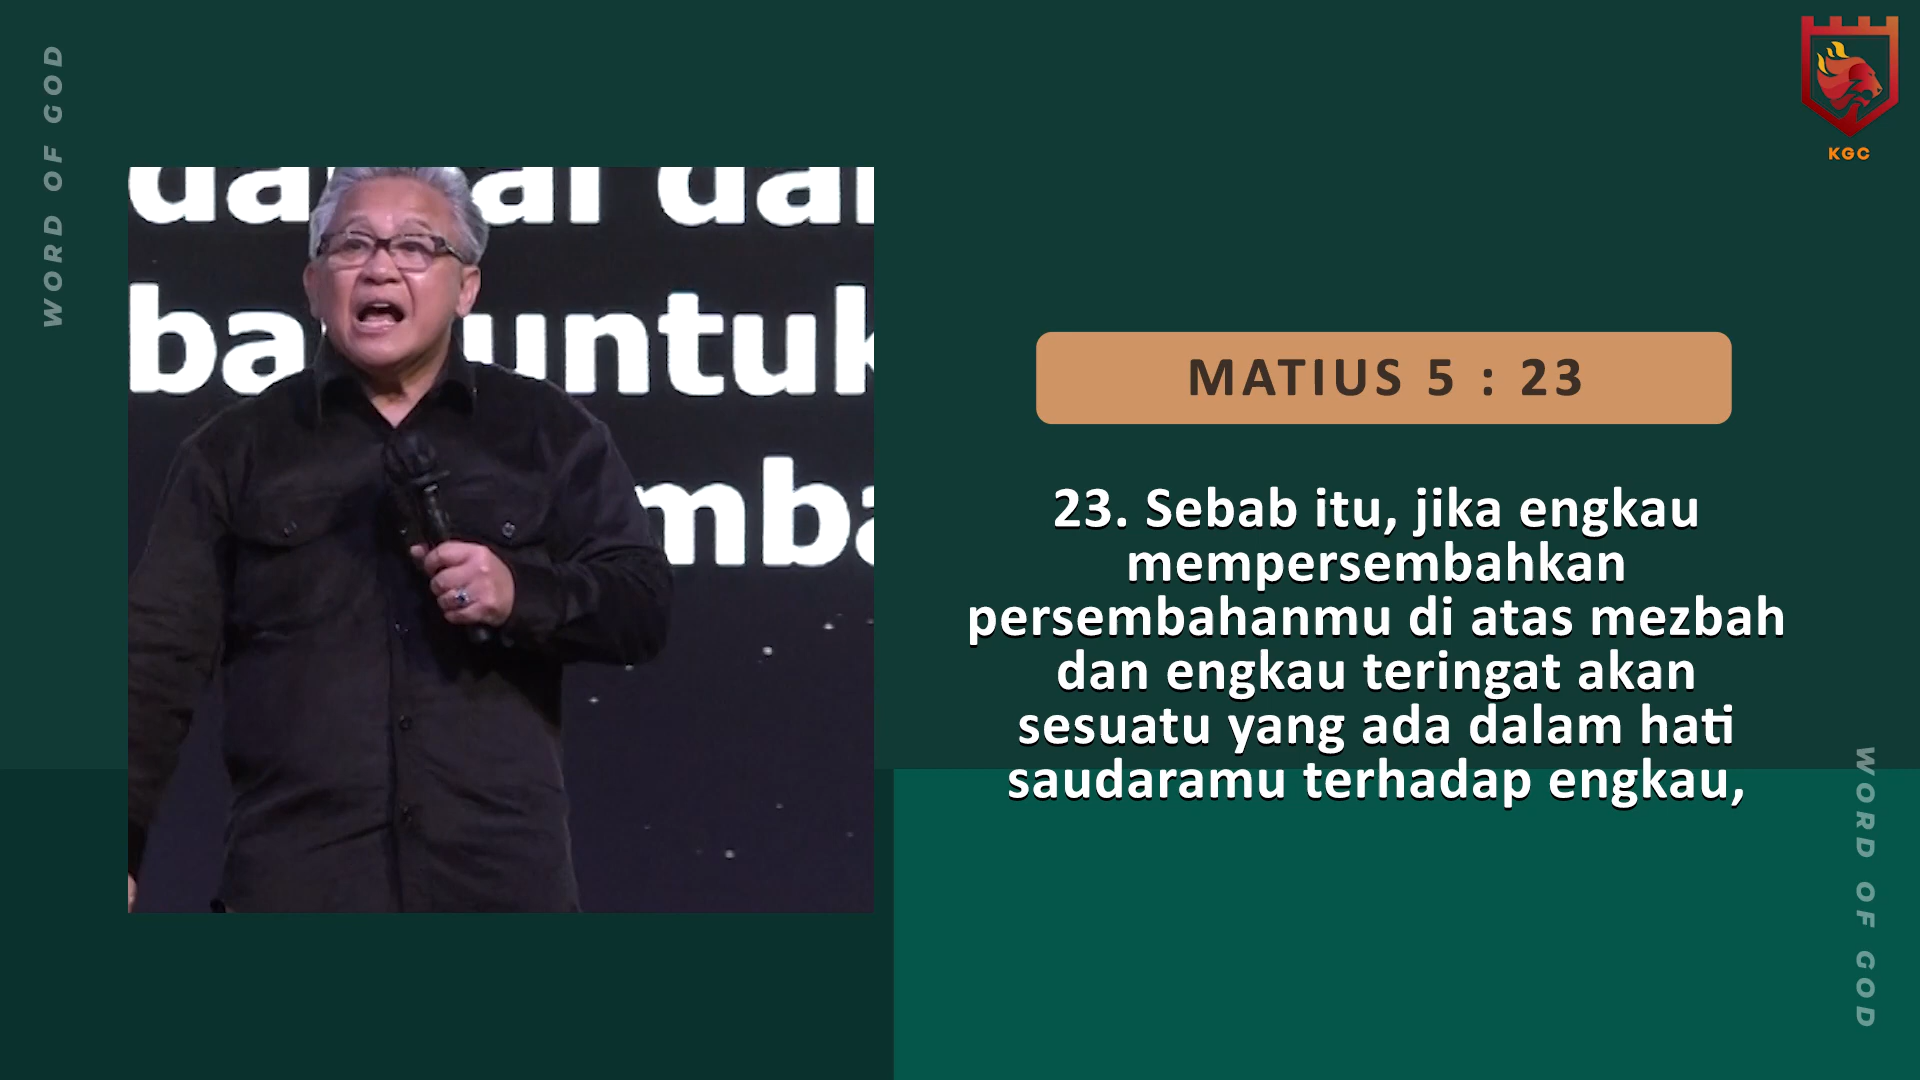 WORD OF GOD
KGC
untuk
MATIUS 5 : 23
23. Sebab itu, jika engkau
mempersembahkan
persembahanmu di atas mezbah
dan engkau teringat akan
sesuatu yang ada dalam hati
saudaramu terhadap engkau,
WORD OF GOD